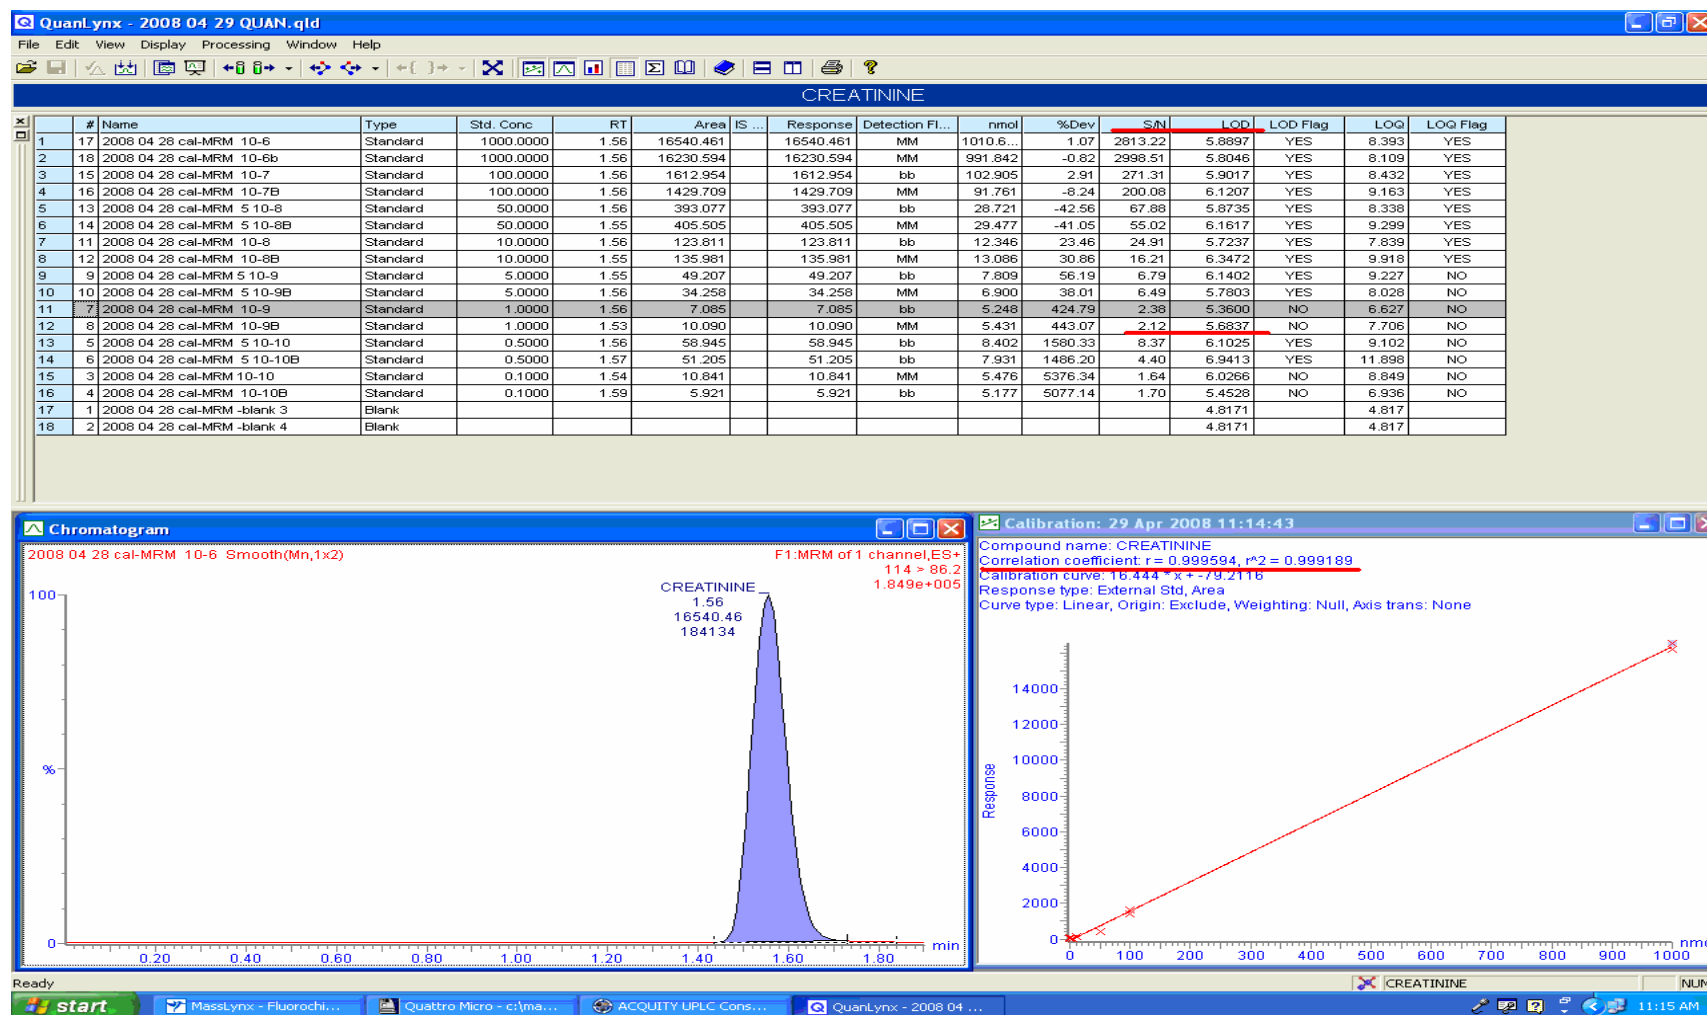 QuanLynx - 2008 04 29 QUAN.qld
File Edit View Display Processing Window Help
CREATININE
# Name Type Std. Conc RT Area IS ... Response Detection Fl... nmol %Dev S/N LOD LOD Flag LOQ LOQ Flag
1 17 2008 04 28 cal-MRM 10-6 Standard 1000.0000 1.56 16540.461 16540.461 MM 1010.6... 1.07 2813.22 5.8897 YES 8.393 YES
2 18 2008 04 28 cal-MRM 10-6b Standard 1000.0000 1.56 16230.594 16230.594 MM 991.842 -0.82 2998.51 5.8046 YES 8.109 YES
3 15 2008 04 28 cal-MRM 10-7 Standard 100.0000 1.56 1612.954 1612.954 bb 102.905 2.91 271.31 5.9017 YES 8.432 YES
4 16 2008 04 28 cal-MRM 10-7B Standard 100.0000 1.56 1429.709 1429.709 MM 91.761 -8.24 200.08 6.1207 YES 9.163 YES
5 13 2008 04 28 cal-MRM 5 10-8 Standard 50.0000 1.56 393.077 393.077 bb 28.721 -42.56 67.88 5.8735 YES 8.338 YES
6 14 2008 04 28 cal-MRM 5 10-8B Standard 50.0000 1.55 405.505 405.505 MM 29.477 -41.05 55.02 6.1617 YES 9.299 YES
7 11 2008 04 28 cal-MRM 10-8 Standard 10.0000 1.56 123.811 123.811 bb 12.346 23.46 24.91 5.7237 YES 7.839 YES
8 12 2008 04 28 cal-MRM 10-8B Standard 10.0000 1.55 135.981 135.981 MM 13.086 30.86 16.21 6.3472 YES 9.918 YES
9 9 2008 04 28 cal-MRM 5 10-9 Standard 5.0000 1.55 49.207 49.207 bb 7.809 56.19 6.79 6.1402 YES 9.227 NO
10 10 2008 04 28 cal-MRM 5 10-9B Standard 5.0000 1.56 34.258 34.258 MM 6.900 38.01 6.49 5.7803 YES 8.028 NO
11 7 2008 04 28 cal-MRM 10-9 Standard 1.0000 1.56 7.085 7.085 bb 5.248 424.79 2.38 5.3600 NO 6.627 NO
12 8 2008 04 28 cal-MRM 10-9B Standard 1.0000 1.53 10.090 10.090 MM 5.431 443.07 2.12 5.6837 NO 7.706 NO
13 5 2008 04 28 cal-MRM 5 10-10 Standard 0.5000 1.56 58.945 58.945 bb 8.402 1580.33 8.37 6.1025 YES 9.102 NO
14 6 2008 04 28 cal-MRM 5 10-10B Standard 0.5000 1.57 51.205 51.205 bb 7.931 1486.20 4.40 6.9413 YES 11.898 NO
15 3 2008 04 28 cal-MRM 10-10 Standard 0.1000 1.54 10.841 10.841 MM 5.476 5376.34 1.64 6.0266 NO 8.849 NO
16 4 2008 04 28 cal-MRM 10-10B Standard 0.1000 1.59 5.921 5.921 bb 5.177 5077.14 1.70 5.4528 NO 6.936 NO
17 1 2008 04 28 cal-MRM -blank 3 Blank 4.8171 4.817
18 2 2008 04 28 cal-MRM -blank 4 Blank 4.8171 4.817
Chromatogram
2008 04 28 cal-MRM 10-6 Smooth(Mn,1x2)
F1:MRM of 1 channel,ES+
114 > 86.2
1.849e+005
CREATININE
1.56
16540.46
184134
100
%
0
0.20 0.40 0.60 0.80 1.00 1.20 1.40 1.60 1.80 min
Calibration: 29 Apr 2008 11:14:43
Compound name: CREATININE
Correlation coefficient: r = 0.999594, r^2 = 0.999189
Calibration curve: 16.444 * x + -79.2116
Response type: External Std, Area
Curve type: Linear, Origin: Exclude, Weighting: Null, Axis trans: None
Response
14000
12000
10000
8000
6000
4000
2000
0
0 100 200 300 400 500 600 700 800 900 1000 nmo
Ready
CREATININE NUM
start MassLynx - Fluorochi... Quattro Micro - c:\ma... ACQUITY UPLC Cons... QuanLynx - 2008 04 ... 11:15 AM